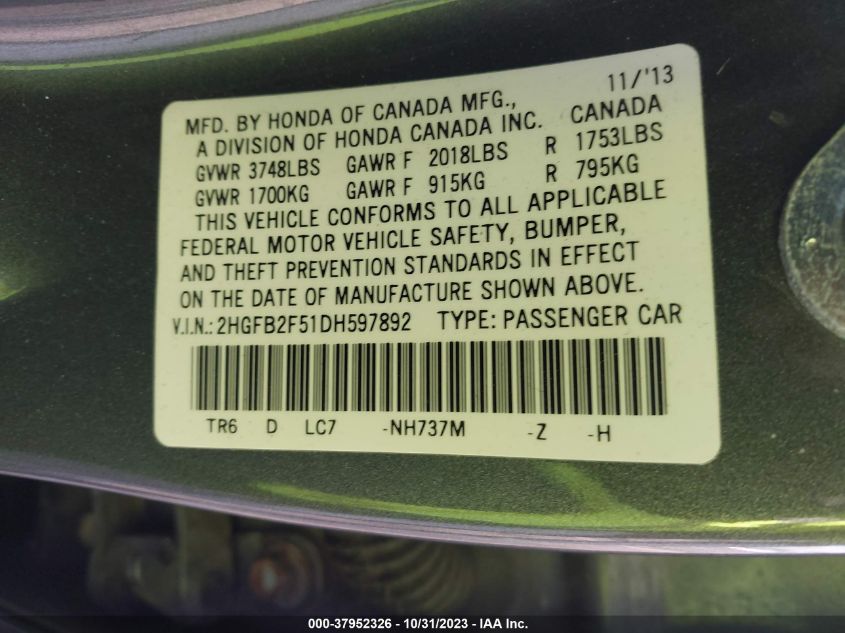 11/'13
MFD. BY HONDA OF CANADA MFG.,
A DIVISION OF HONDA CANADA INC. CANADA
GVWR 3748LBS GAWR F 2018LBS R 1753LBS
GVWR 1700KG GAWR F 915KG R 795KG
THIS VEHICLE CONFORMS TO ALL APPLICABLE
FEDERAL MOTOR VEHICLE SAFETY, BUMPER,
AND THEFT PREVENTION STANDARDS IN EFFECT
ON THE DATE OF MANUFACTURE SHOWN ABOVE.
V.I.N.: 2HGFB2F51DH597892 TYPE: PASSENGER CAR
TR6 D LC7 -NH737M -Z -H
000-37952326 - 10/31/2023 - IAA Inc.